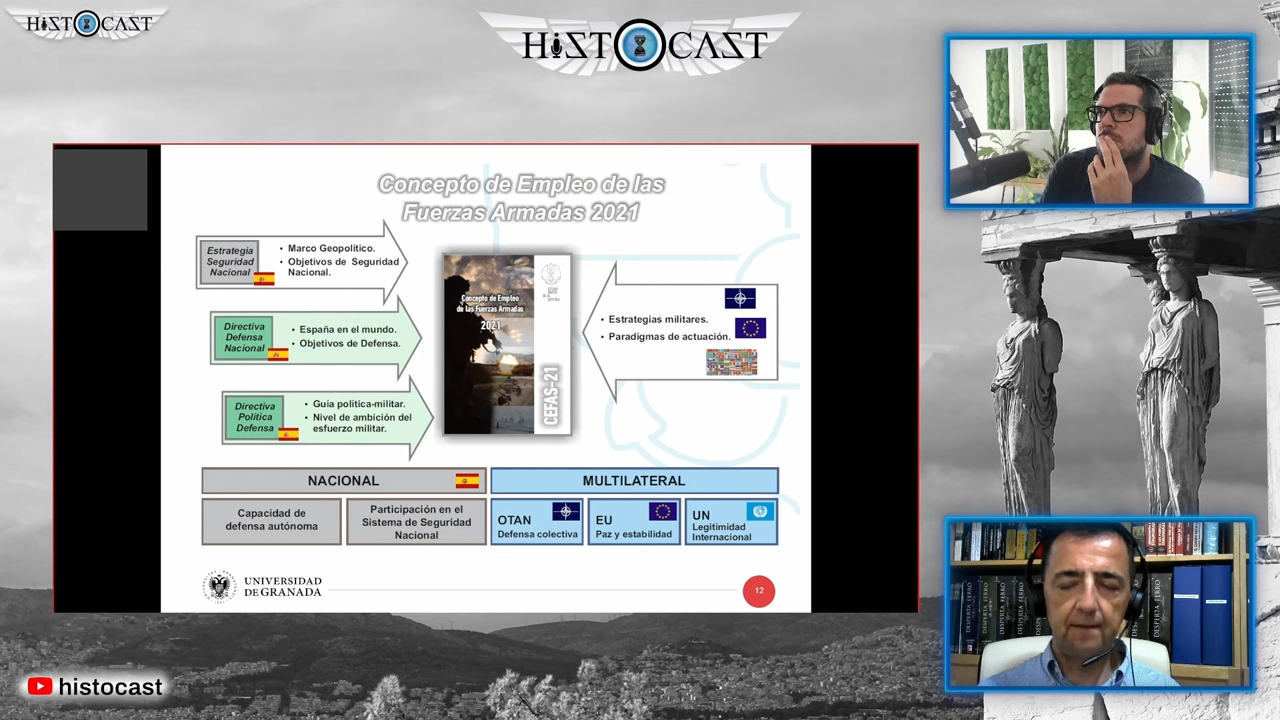 HISTOCAST
HISTOCAST
Concepto de Empleo de las
Fuerzas Armadas 2021
Estrategia
Seguridad
Nacional
• Marco Geopolítico.
• Objetivos de Seguridad
Nacional.
Directiva
Defensa
Nacional
• España en el mundo.
• Objetivos de Defensa.
Directiva
Política
Defensa
• Guía política-militar.
• Nivel de ambición del
esfuerzo militar.
Concepto de Empleo
de las Fuerzas Armadas
2021
CEFAS-21
• Estrategias militares.
• Paradigmas de actuación.
NACIONAL
MULTILATERAL
Capacidad de
defensa autónoma
Participación en el
Sistema de Seguridad
Nacional
OTAN
Defensa colectiva
EU
Paz y estabilidad
UN
Legitimidad
Internacional
UNIVERSIDAD
DE GRANADA
12
DESPERTA FERRO
DESPERTA FERRO
histocast